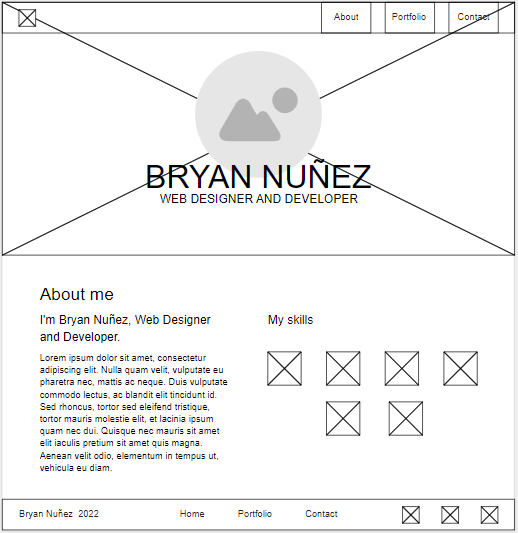 About
Portfolio
Contact
BRYAN NUÑEZ
WEB DESIGNER AND DEVELOPER
About me
I'm Bryan Nuñez, Web Designer
and Developer.
Lorem ipsum dolor sit amet, consectetur
adipiscing elit. Nulla quam velit, vulputate eu
pharetra nec, mattis ac neque. Duis vulputate
commodo lectus, ac blandit elit tincidunt id.
Sed rhoncus, tortor sed eleifend tristique,
tortor mauris molestie elit, et lacinia ipsum
quam nec dui. Quisque nec mauris sit amet
elit iaculis pretium sit amet quis magna.
Aenean velit odio, elementum in tempus ut,
vehicula eu diam.
My skills
Bryan Nuñez 2022
Home
Portfolio
Contact